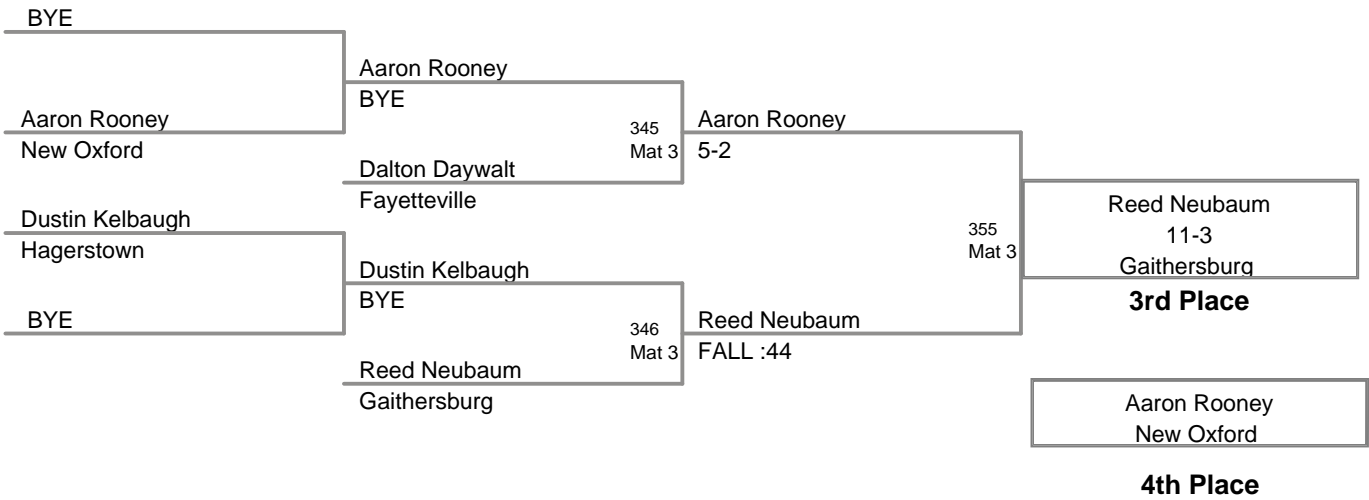 BYE
Aaron Rooney
New Oxford
Dustin Kelbaugh
Hagerstown
BYE
Aaron Rooney
BYE
345
Mat 3
Dalton Daywalt
Fayetteville
Dustin Kelbaugh
BYE
346
Mat 3
Reed Neubaum
Gaithersburg
Aaron Rooney
5-2
355
Mat 3
Reed Neubaum
FALL :44
Reed Neubaum
11-3
Gaithersburg
3rd Place
Aaron Rooney
New Oxford
4th Place